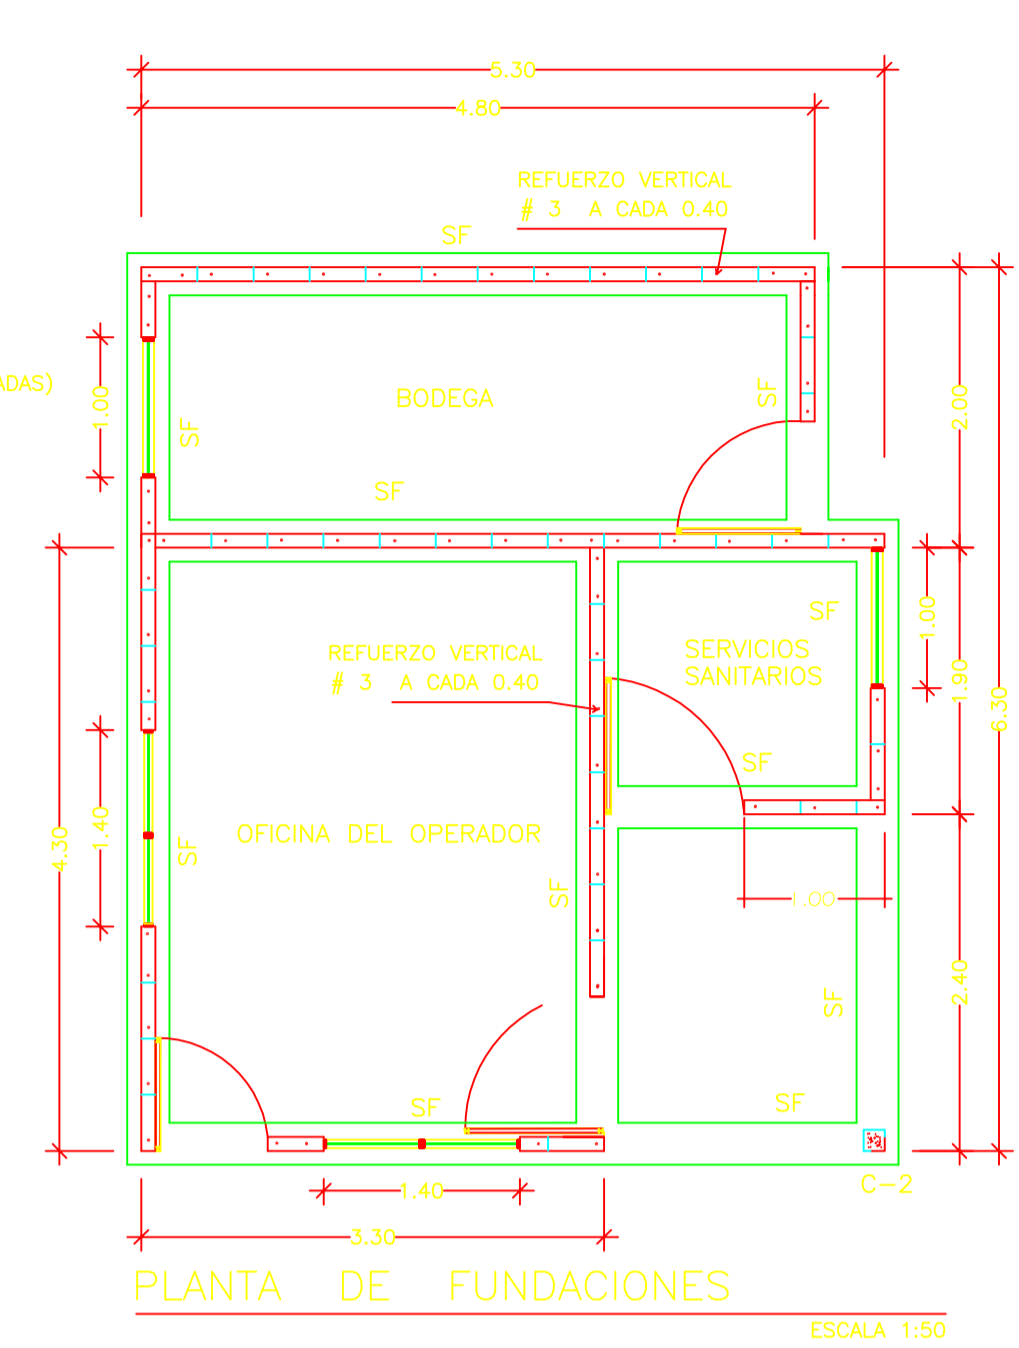 5.30
4.80
REFUERZO VERTICAL
# 3 A CADA 0.40
SF
ADAS)
1.00
SF
BODEGA
SF
SF
2.00
REFUERZO VERTICAL
# 3 A CADA 0.40
SERVICIOS
SANITARIOS
SF
SF
1.00
1.90
6.30
4.30
1.40
SF
OFICINA DEL OPERADOR
SF
1.00
SF
2.40
SF
SF
C-2
1.40
3.30
PLANTA DE FUNDACIONES
ESCALA 1:50